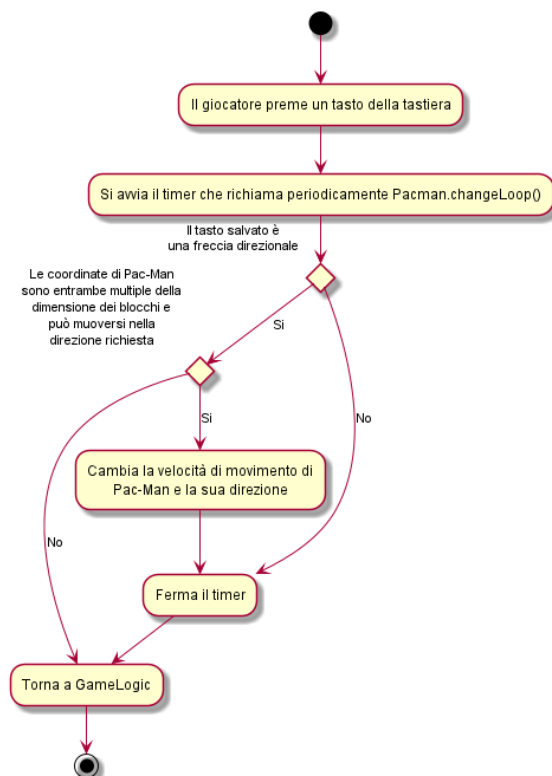 Il giocatore preme un tasto della tastiera
Si avvia il timer che richiama periodicamente Pacman.changeLoop()
Il tasto salvato è
una freccia direzionale
Le coordinate di Pac-Man
sono entrambe multiple della
dimensione dei blocchi e
può muoversi nella
direzione richiesta
Si
Si
No
Cambia la velocità di movimento di
Pac-Man e la sua direzione
No
Ferma il timer
Torna a GameLogic